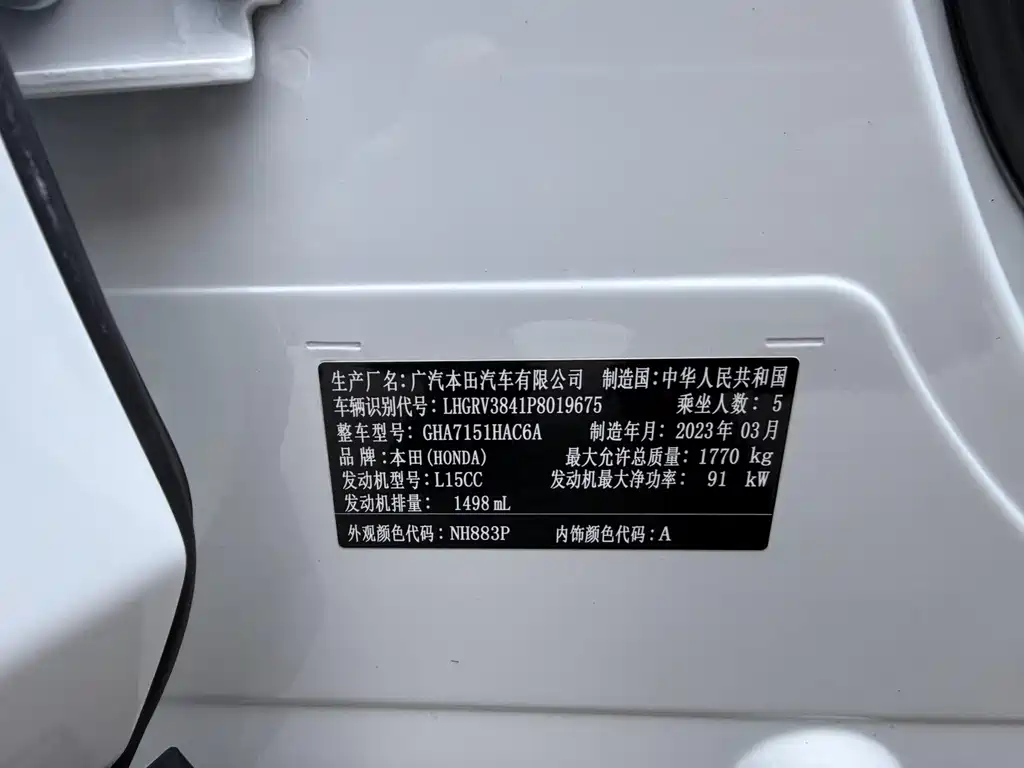 生产厂名:广汽本田汽车有限公司 制造国:中华人民共和国
车辆识别代号: LHGRV3841P8019675 乘坐人数: 5
整车型号: GHA7151HAC6A 制造年月: 2023年 03月
品牌:本田(HONDA) 最大允许总质量: 1770 kg
发动机型号: L15CC 发动机最大净功率: 91 kW
发动机排量: 1498 mL
外观颜色代码: NH883P 内饰颜色代码: A